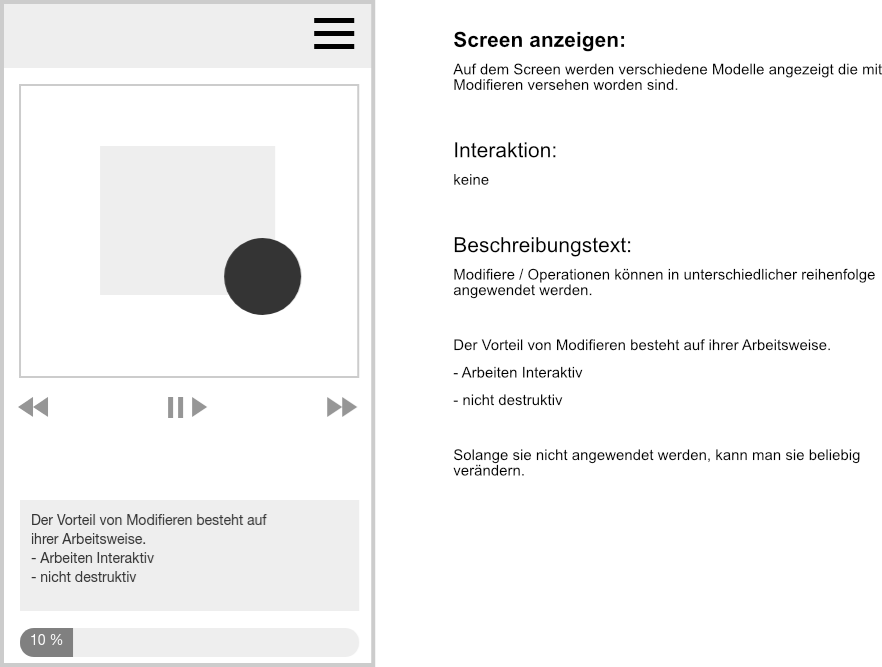 Screen anzeigen:
Auf dem Screen werden verschiedene Modelle angezeigt die mit
Modifieren versehen worden sind.
Interaktion:
keine
Beschreibungstext:
Modifiere / Operationen können in unterschiedlicher reihenfolge
angewendet werden.
Der Vorteil von Modifieren besteht auf ihrer Arbeitsweise.
- Arbeiten Interaktiv
- nicht destruktiv
Solange sie nicht angewendet werden, kann man sie beliebig
verändern.
Der Vorteil von Modifieren besteht auf
ihrer Arbeitsweise.
- Arbeiten Interaktiv
- nicht destruktiv
10 %